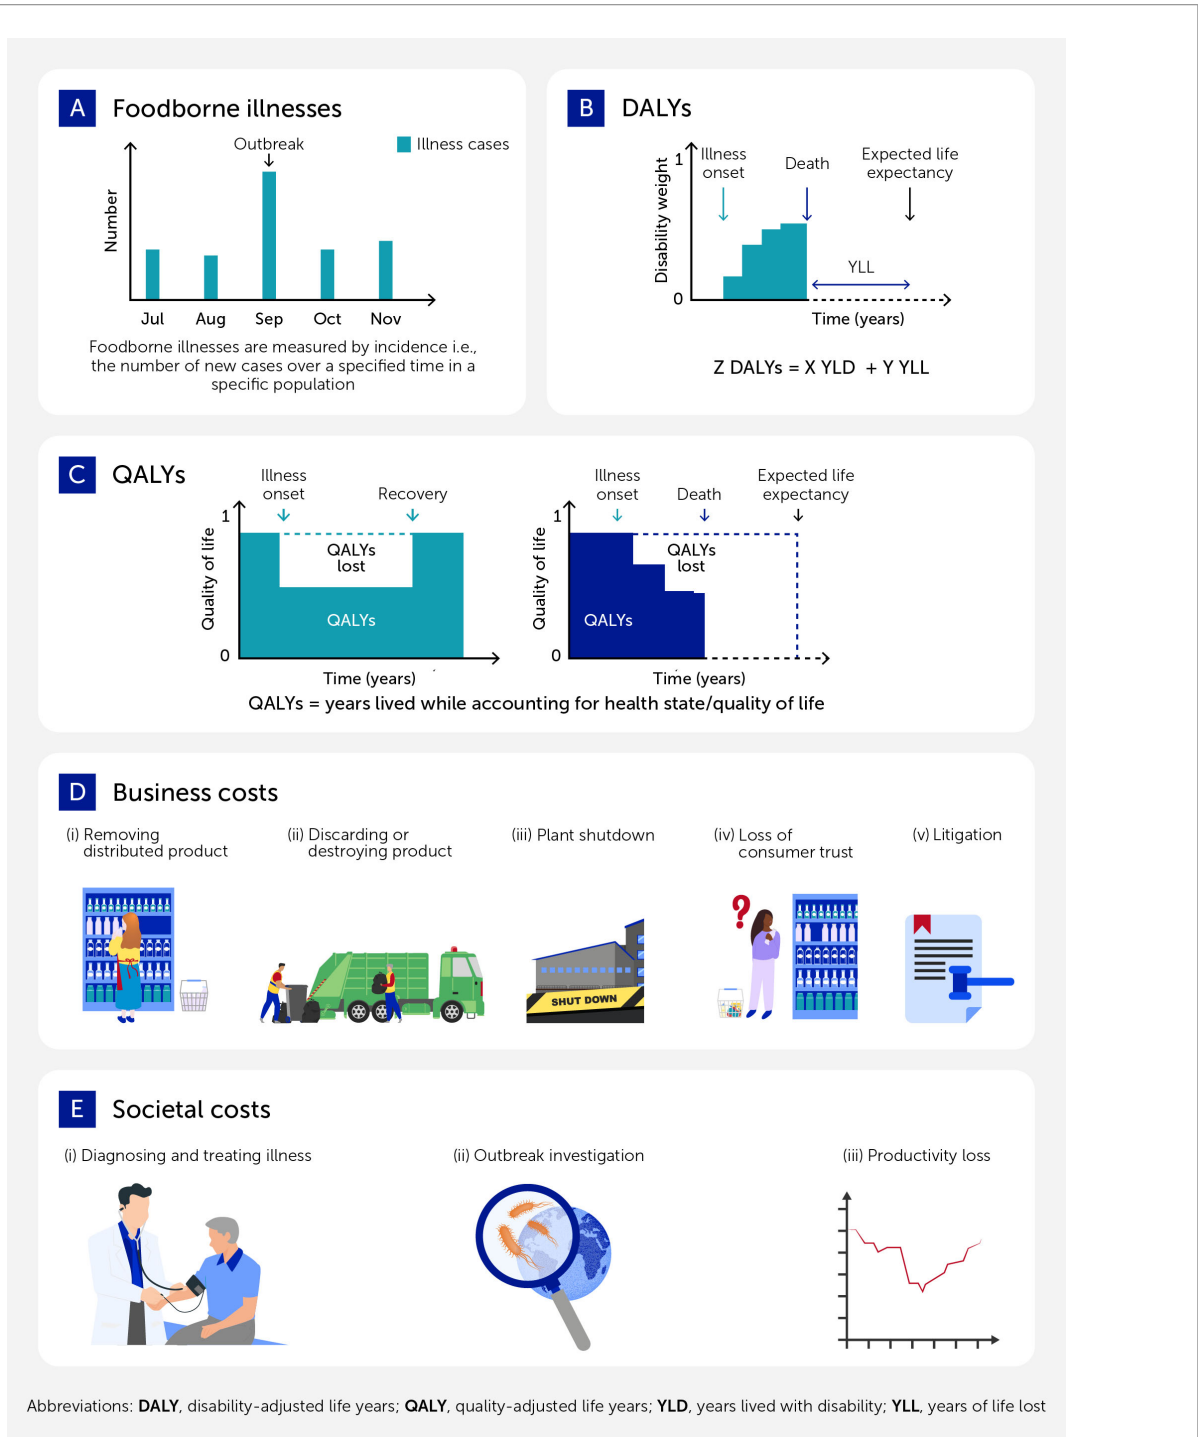 A Foodborne illnesses
Outbreak
Illness cases
Number
Jul Aug Sep Oct Nov
Foodborne illnesses are measured by incidence i.e.,
the number of new cases over a specified time in a
specific population
B DALYs
Disability weight
1
0
Illness
onset
Death
Expected life
expectancy
YLL
Time (years)
Z DALYs = X YLD + Y YLL
C QALYs
Quality of life
1
0
Illness
onset
Recovery
QALYs
lost
QALYs
Time (years)
Quality of life
1
0
Illness
onset
Death
Expected life
expectancy
QALYs
lost
QALYs
Time (years)
QALYs = years lived while accounting for health state/quality of life
D Business costs
(i) Removing
distributed product
(ii) Discarding or
destroying product
(iii) Plant shutdown
SHUT DOWN
(iv) Loss of
consumer trust
?
(v) Litigation
E Societal costs
(i) Diagnosing and treating illness
(ii) Outbreak investigation
(iii) Productivity loss
Abbreviations: DALY, disability-adjusted life years; QALY, quality-adjusted life years; YLD, years lived with disability; YLL, years of life lost